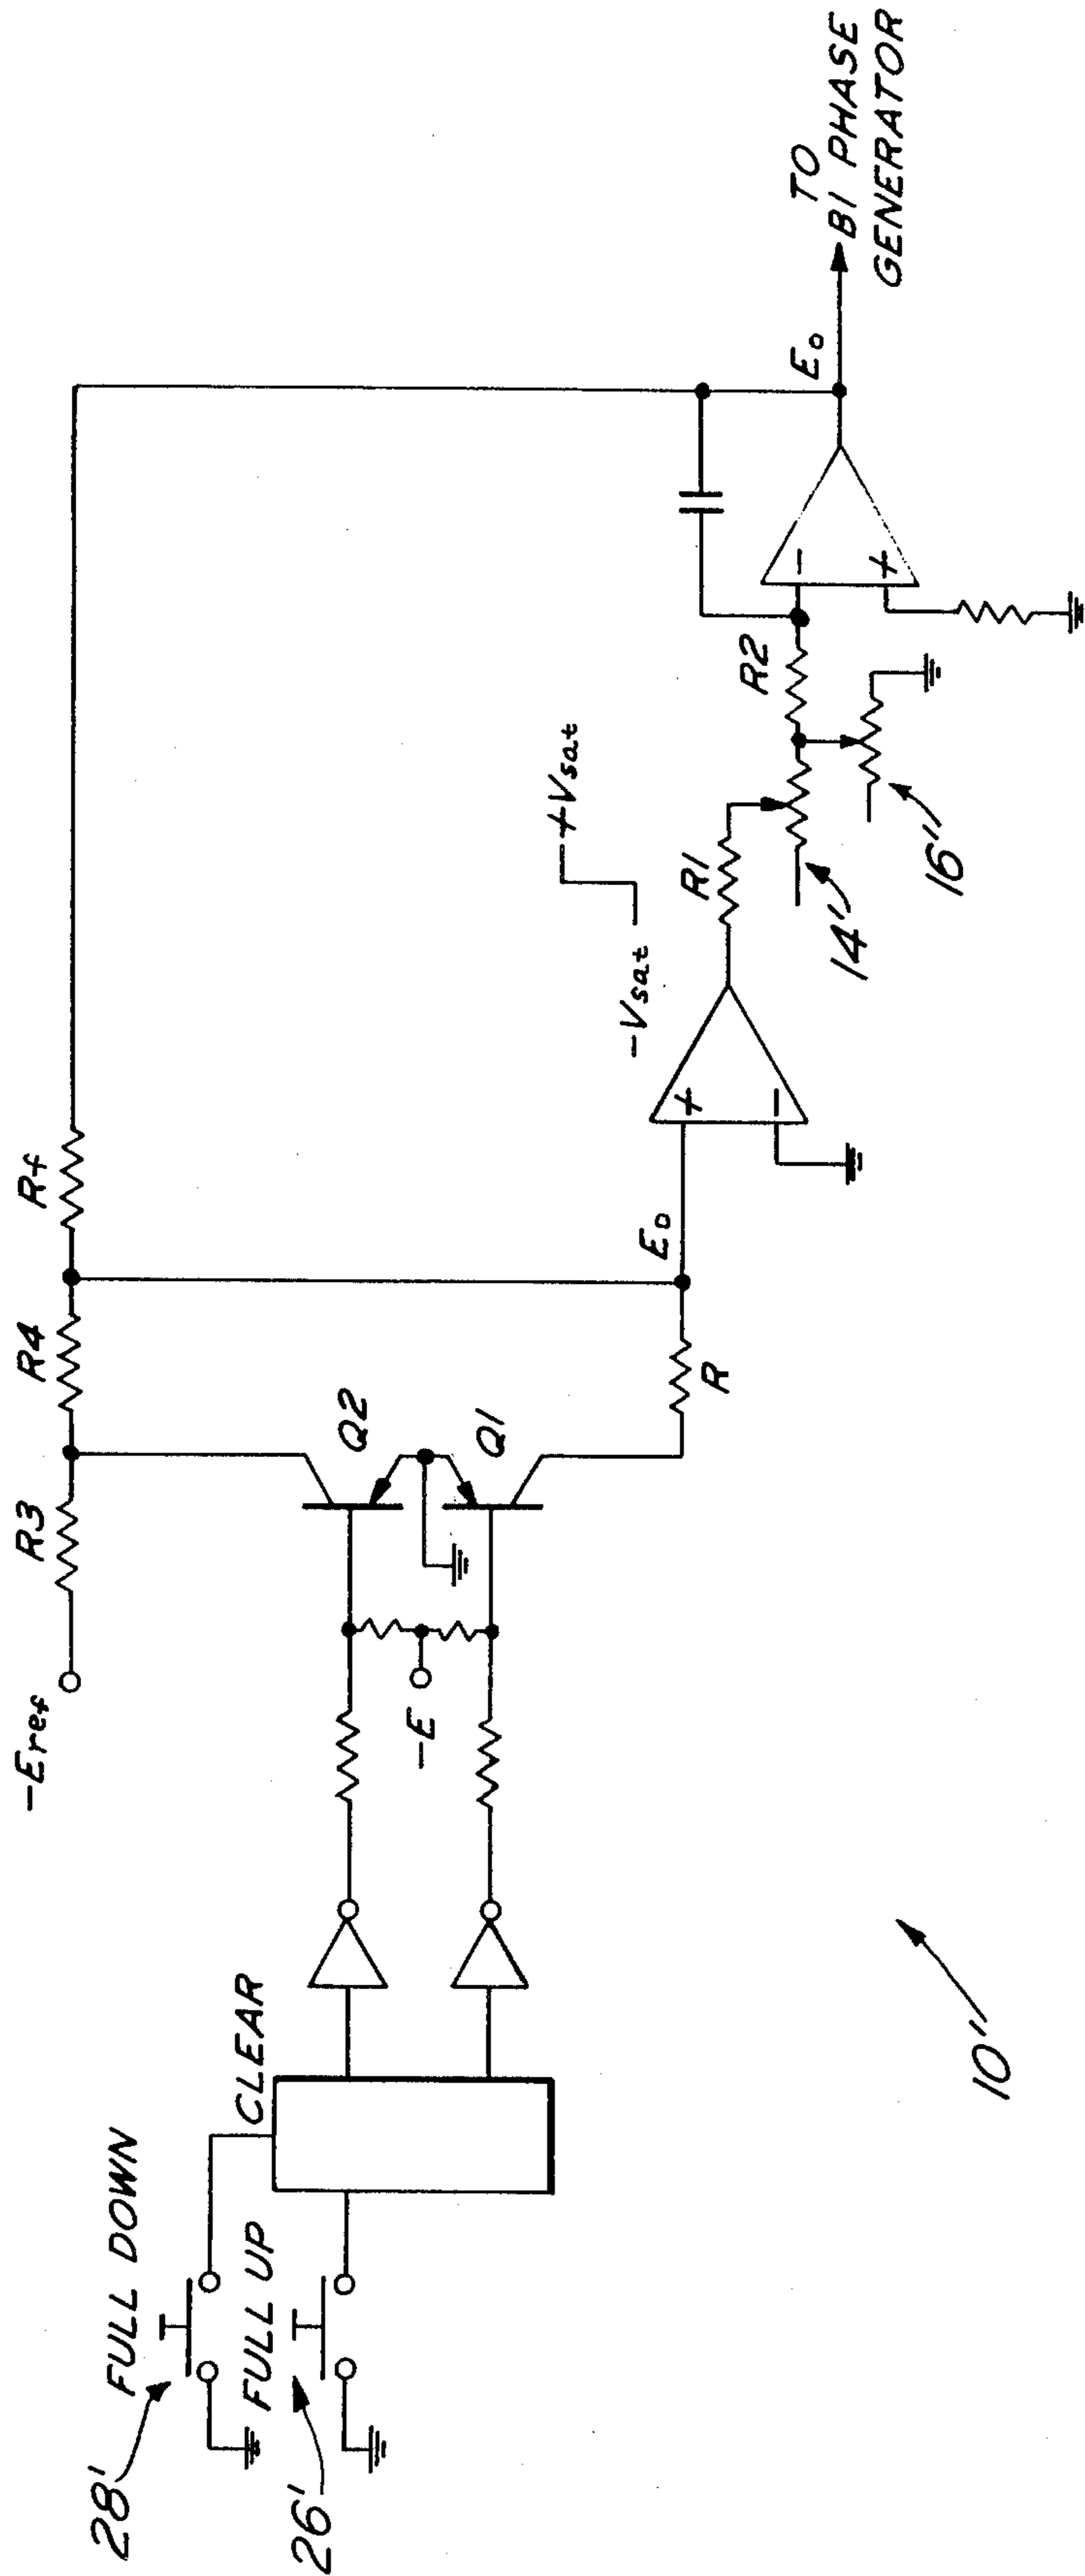 28'
FULL DOWN
26'
FULL UP
CLEAR
-Eref
R3
R4
Rf
-E
Q2
Q1
R
Eo
+
-
-Vsat
+Vsat
R1
14'
16'
R2
-
+
Eo
TO
BI PHASE
GENERATOR
10"